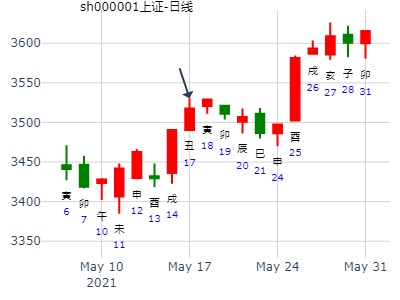 sh000001上证-日线
3600
3550
3500
3450
3400
3350
寅
6
卯
7
午
10
未
11
申
12
酉
13
戌
14
丑
17
寅
18
卯
19
辰
20
巳
21
申
24
酉
25
戌
26
亥
27
子
28
卯
31
May 10
2021
May 17
May 24
May 31